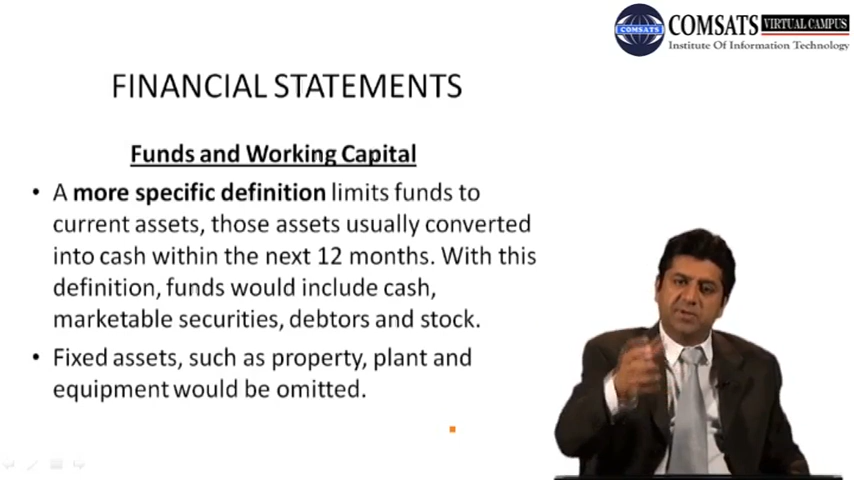 COMSATS
COMSATS VIRTUAL CAMPUS
Institute Of Information Technology
FINANCIAL STATEMENTS
Funds and Working Capital
• A more specific definition limits funds to
current assets, those assets usually converted
into cash within the next 12 months. With this
definition, funds would include cash,
marketable securities, debtors and stock.
• Fixed assets, such as property, plant and
equipment would be omitted.